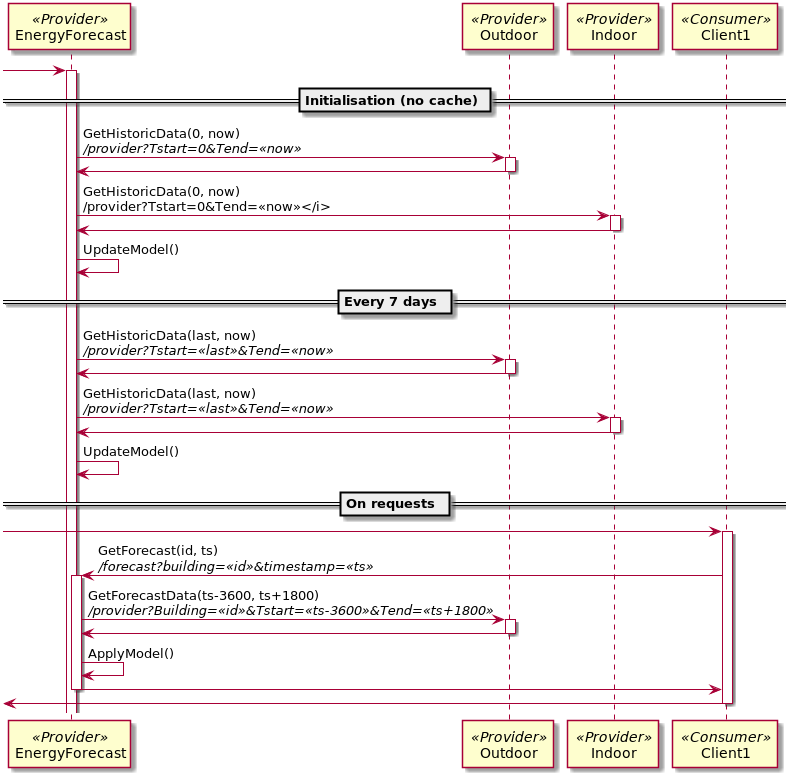 «Provider»
EnergyForecast
«Provider»
Outdoor
«Provider»
Indoor
«Consumer»
Client1
Initialisation (no cache)
GetHistoricData(0, now)
/provider?Tstart=0&Tend=«now»
GetHistoricData(0, now)
/provider?Tstart=0&Tend=«now»</i>
UpdateModel()
Every 7 days
GetHistoricData(last, now)
/provider?Tstart=«last»&Tend=«now»
GetHistoricData(last, now)
/provider?Tstart=«last»&Tend=«now»
UpdateModel()
On requests
GetForecast(id, ts)
/forecast?building=«id»&timestamp=«ts»
GetForecastData(ts-3600, ts+1800)
/provider?Building=«id»&Tstart=«ts-3600»&Tend=«ts+1800»
ApplyModel()
«Provider»
EnergyForecast
«Provider»
Outdoor
«Provider»
Indoor
«Consumer»
Client1